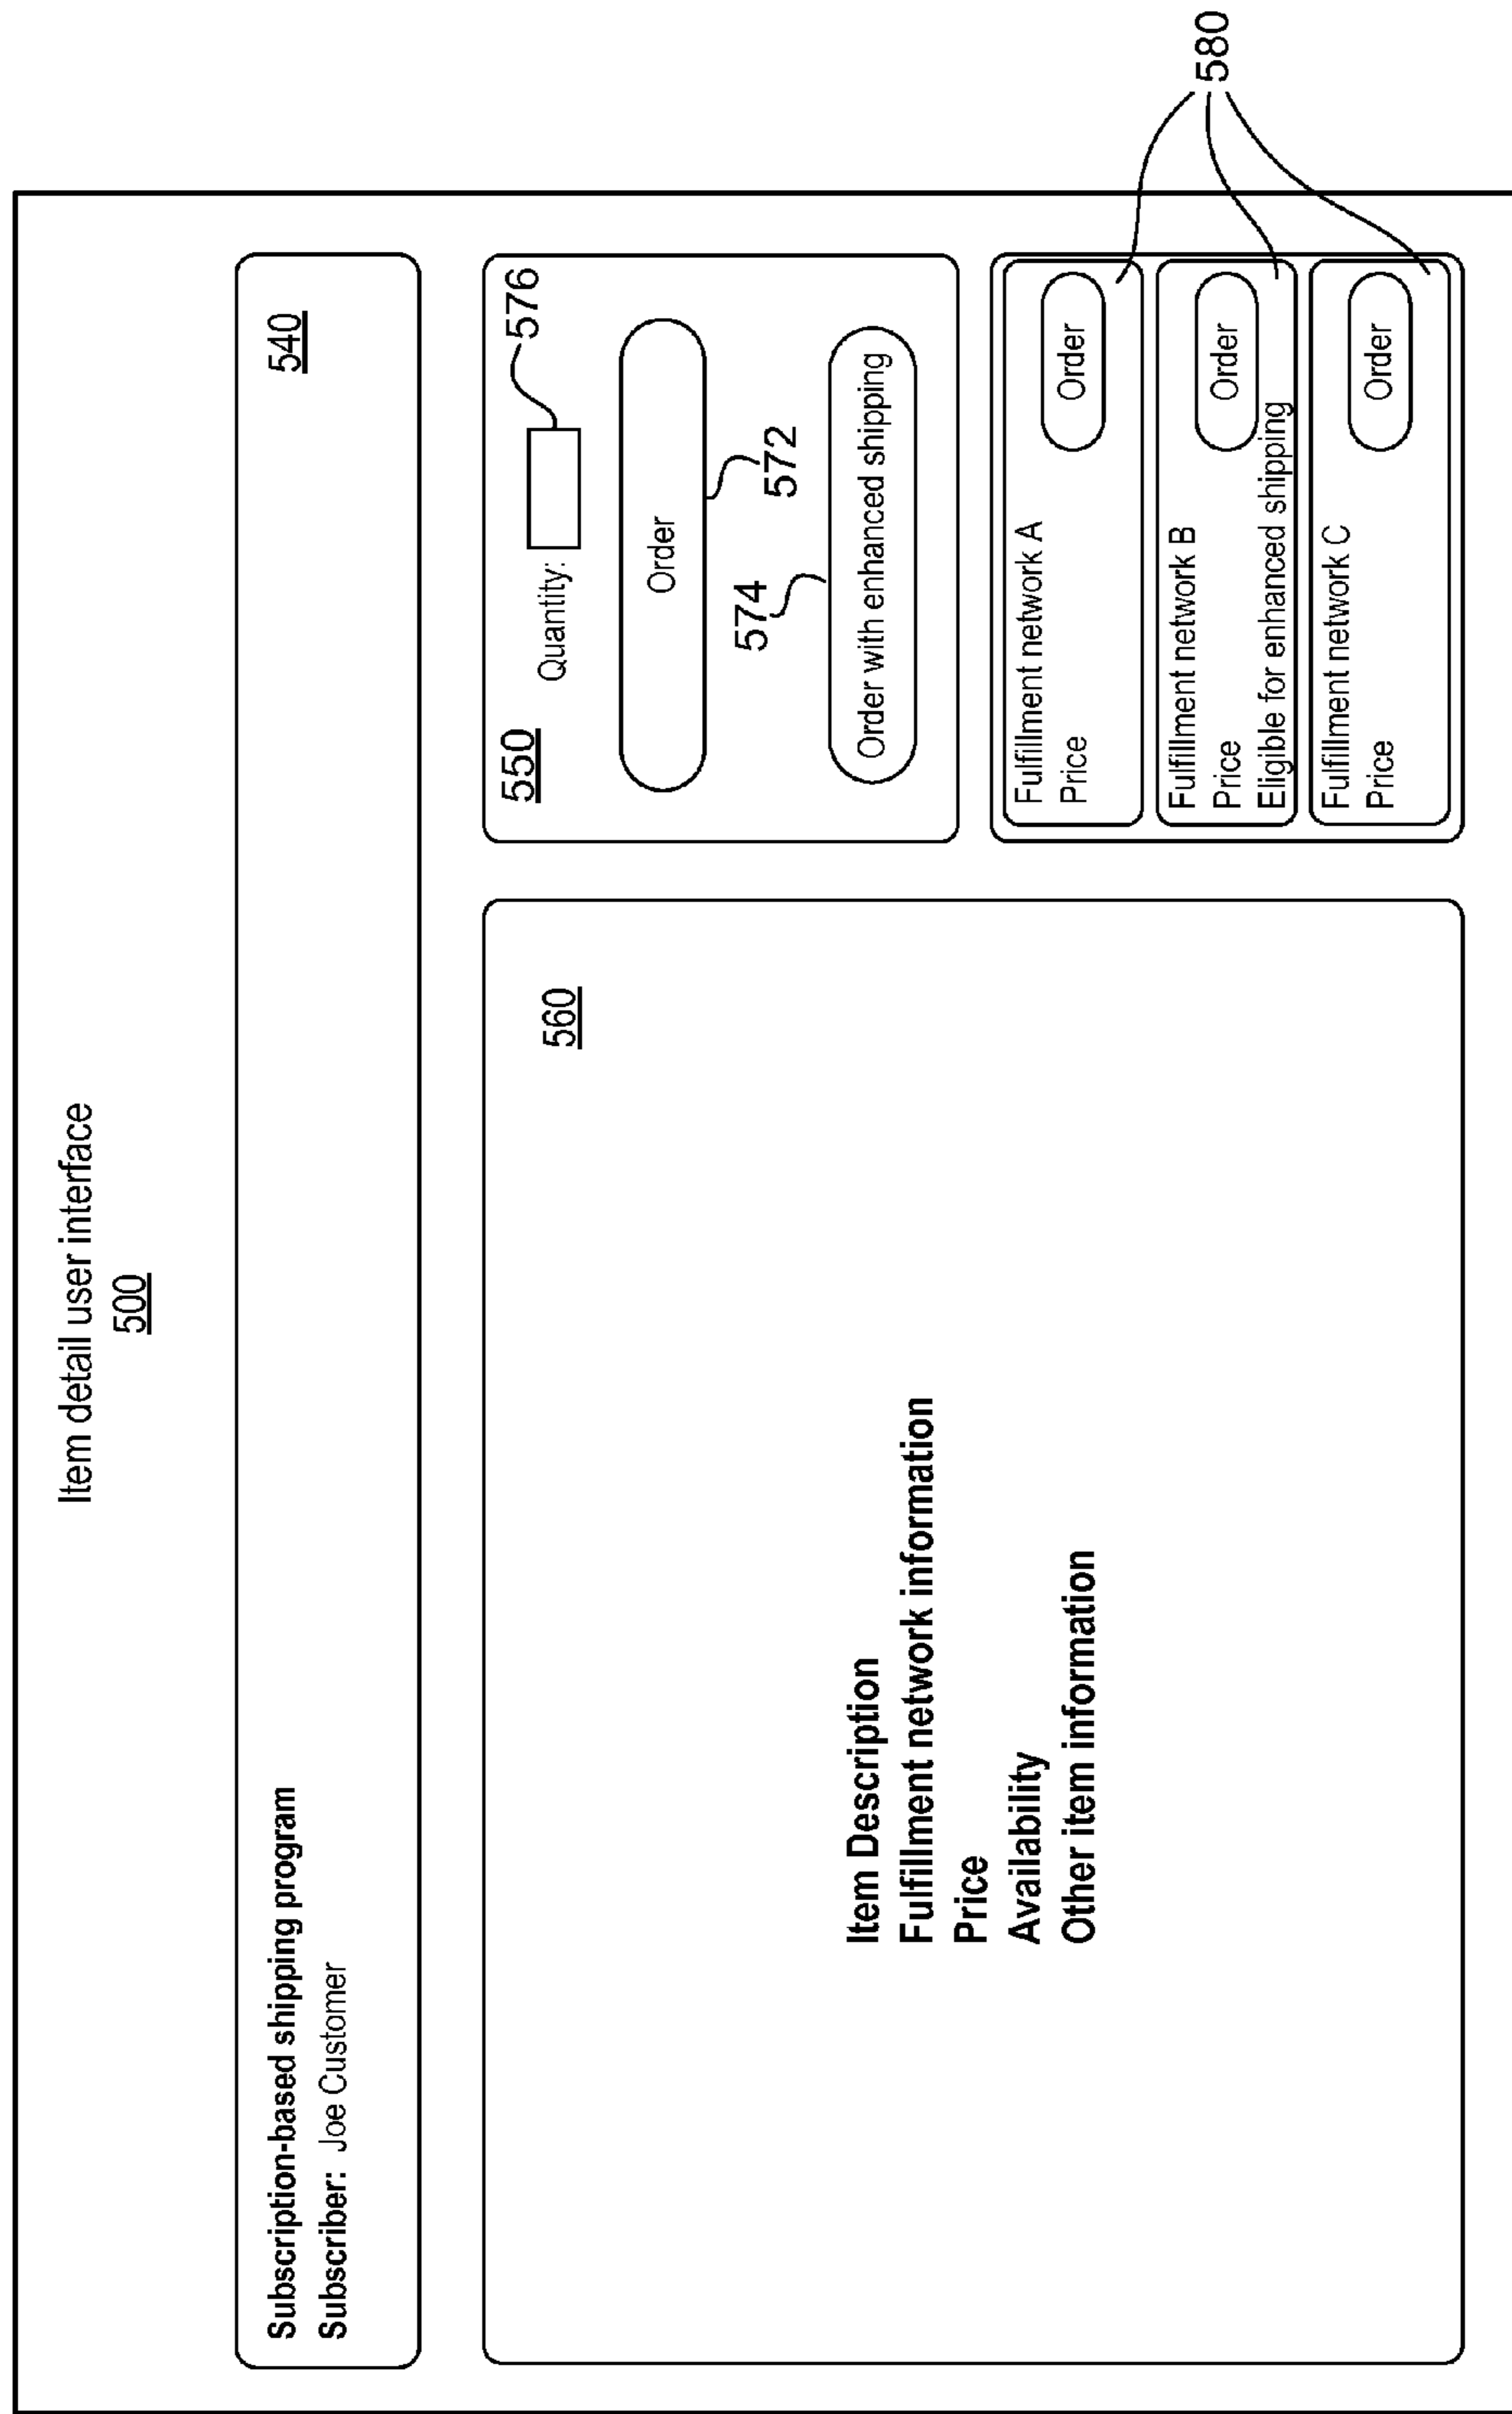 Item detail user interface
500
Subscription-based shipping program
Subscriber: Joe Customer
540
560
Item Description
Fulfillment network information
Price
Availability
Other item information
550
Quantity:
576
Order
572
574
Order with enhanced shipping
Fulfillment network A
Price
Order
Fulfillment network B
Price
Eligible for enhanced shipping
Order
Fulfillment network C
Price
Order
580